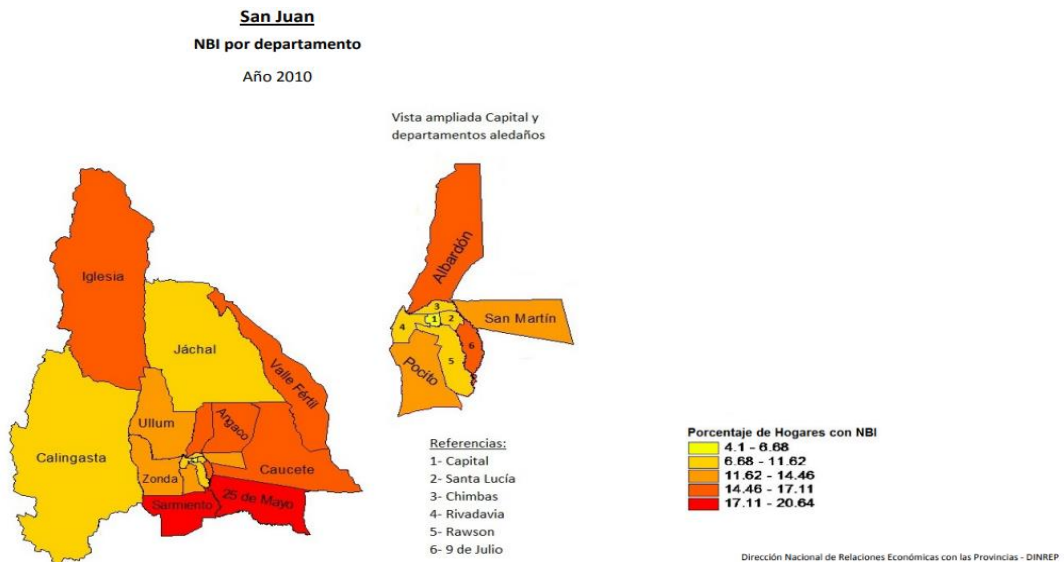 San Juan
NBI por departamento
Año 2010
Vista ampliada Capital y
departamentos aledaños
Iglesia
Jáchal
Valle Fértil
Ullum
Angaco
Calingasta
Zonda
Caucete
Sarmiento
25 de Mayo
Albardón
3
1
2
4
San Martín
6
5
Pocito
Referencias:
1- Capital
2- Santa Lucía
3- Chimbas
4- Rivadavia
5- Rawson
6- 9 de Julio
Porcentaje de Hogares con NBI
4.1 - 6.68
6.68 - 11.62
11.62 - 14.46
14.46 - 17.11
17.11 - 20.64
Dirección Nacional de Relaciones Económicas con las Provincias - DINREP